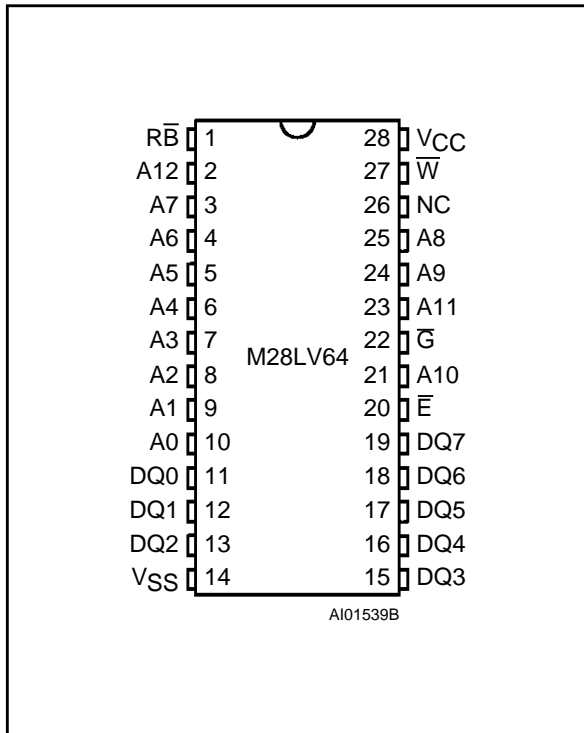 RB̅ 1 28 VCC
A12 2 27 W̅
A7 3 26 NC
A6 4 25 A8
A5 5 24 A9
A4 6 23 A11
A3 7 22 G̅
M28LV64
A2 8 21 A10
A1 9 20 E̅
A0 10 19 DQ7
DQ0 11 18 DQ6
DQ1 12 17 DQ5
DQ2 13 16 DQ4
VSS 14 15 DQ3
AI01539B